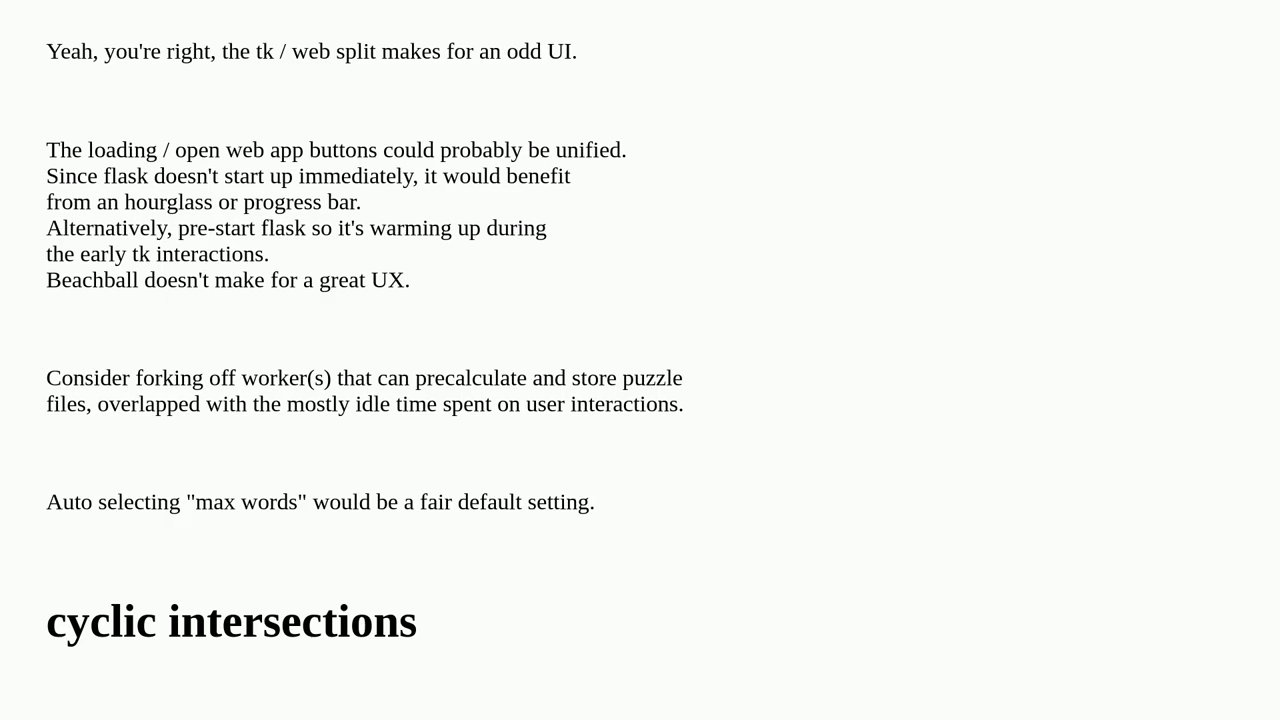 Yeah, you're right, the tk / web split makes for an odd UI.
The loading / open web app buttons could probably be unified.
Since flask doesn't start up immediately, it would benefit
from an hourglass or progress bar.
Alternatively, pre-start flask so it's warming up during
the early tk interactions.
Beachball doesn't make for a great UX.
Consider forking off worker(s) that can precalculate and store puzzle
files, overlapped with the mostly idle time spent on user interactions.
Auto selecting "max words" would be a fair default setting.
cyclic intersections